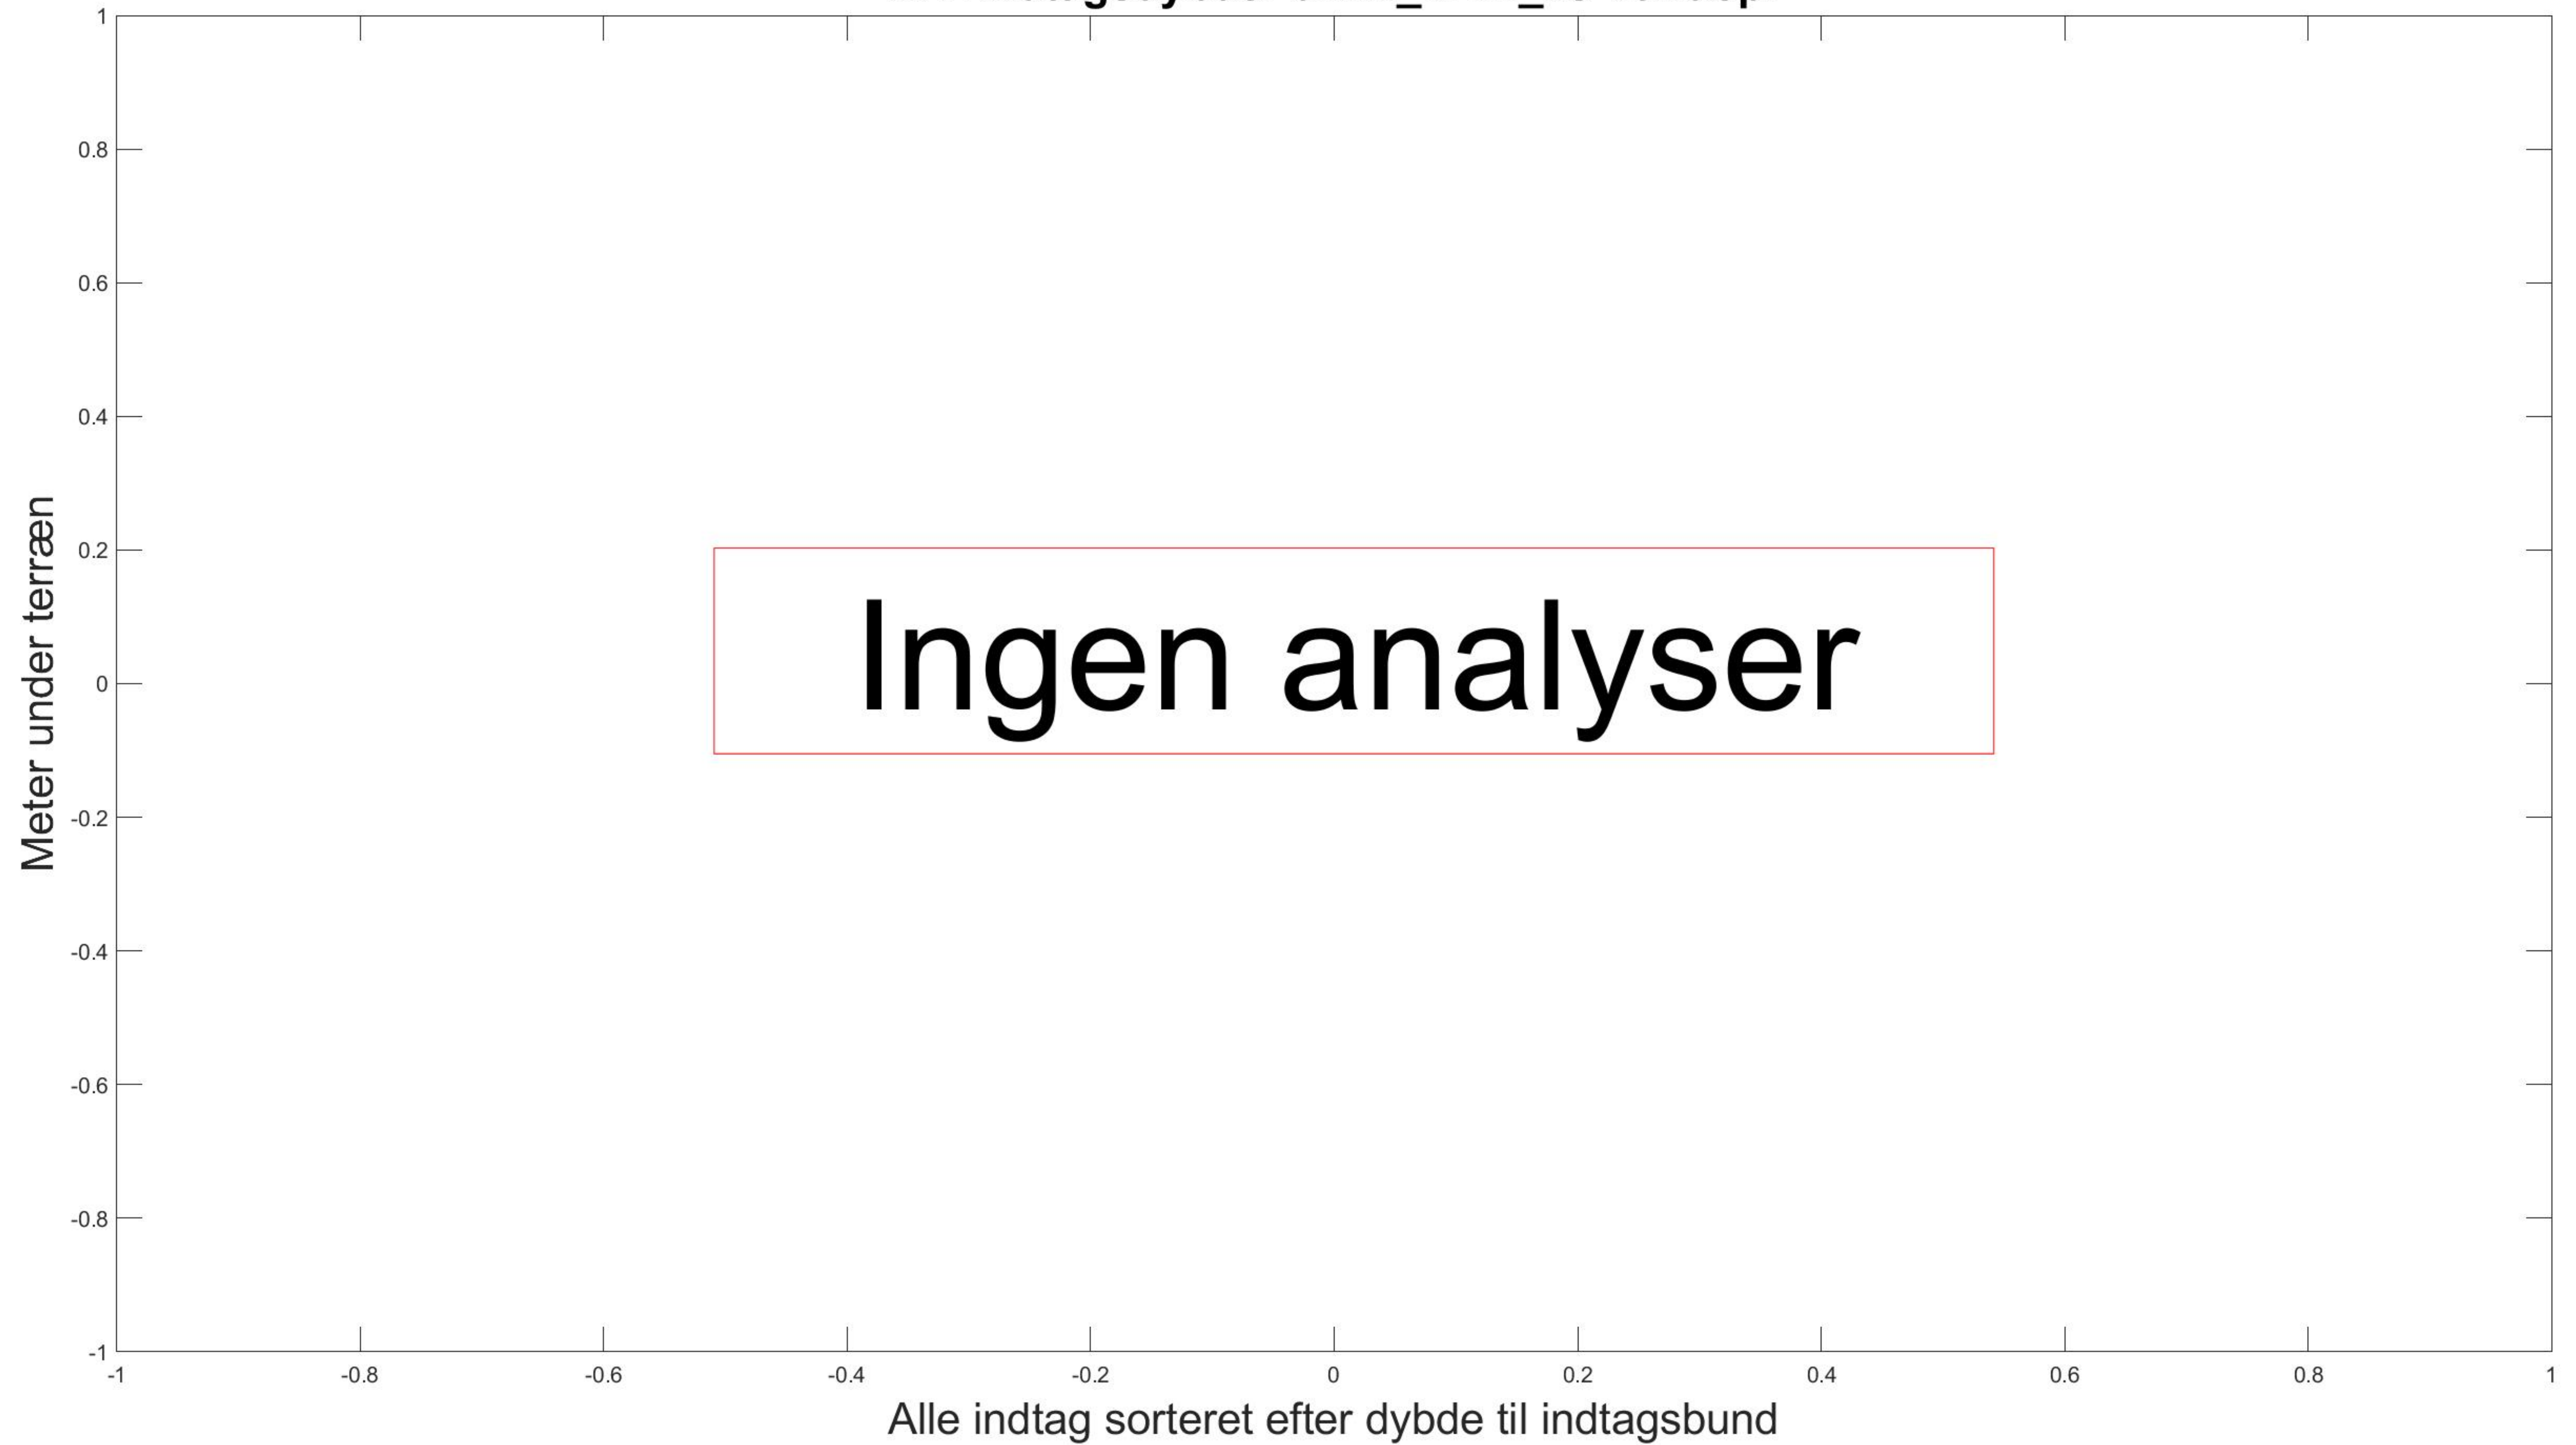 1
0.8
0.6
0.4
0.2
0
-0.2
-0.4
-0.6
-0.8
-1
Meter under terræn
Ingen analyser
-1 -0.8 -0.6 -0.4 -0.2 0 0.2 0.4 0.6 0.8 1
Alle indtag sorteret efter dybde til indtagsbund